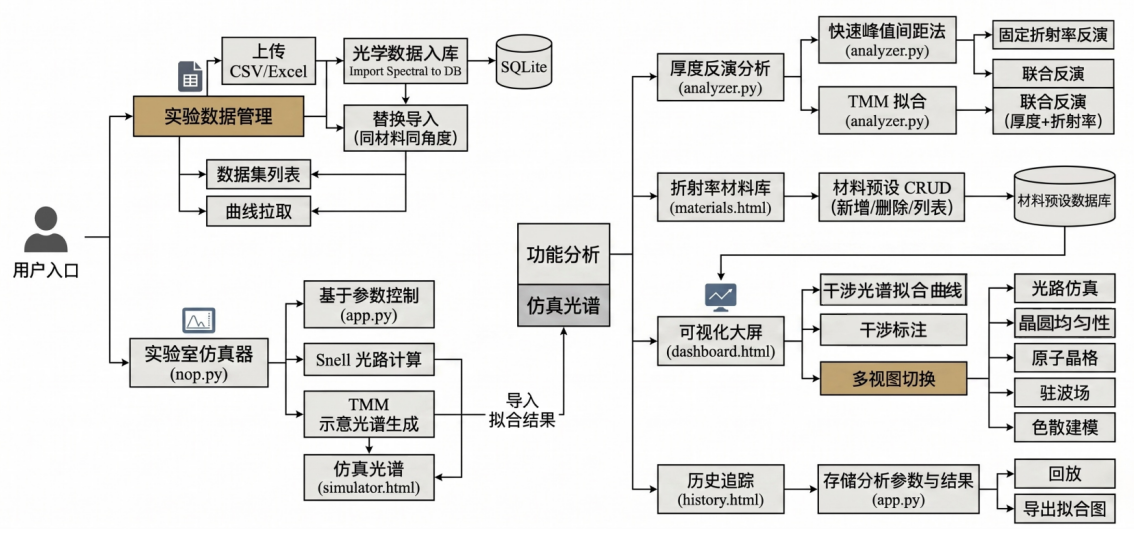 上传
CSV/Excel
光学数据入库
Import Spectral to DB
SQLite
实验数据管理
替换导入
(同材料同角度)
数据集列表
曲线拉取
用户入口
基于参数控制
(app.py)
实验室仿真器
(nop.py)
Snell 光路计算
TMM
示意光谱生成
仿真光谱
(simulator.html)
导入
拟合结果
功能分析
仿真光谱
厚度反演分析
(analyzer.py)
快速峰值间距法
(analyzer.py)
固定折射率反演
联合反演
TMM 拟合
(analyzer.py)
联合反演
(厚度+折射率)
折射率材料库
(materials.html)
材料预设 CRUD
(新增/删除/列表)
材料预设数据库
可视化大屏
(dashboard.html)
干涉光谱拟合曲线
干涉标注
多视图切换
光路仿真
晶圆均匀性
原子晶格
驻波场
色散建模
历史追踪
(history.html)
存储分析参数与结果
(app.py)
回放
导出拟合图